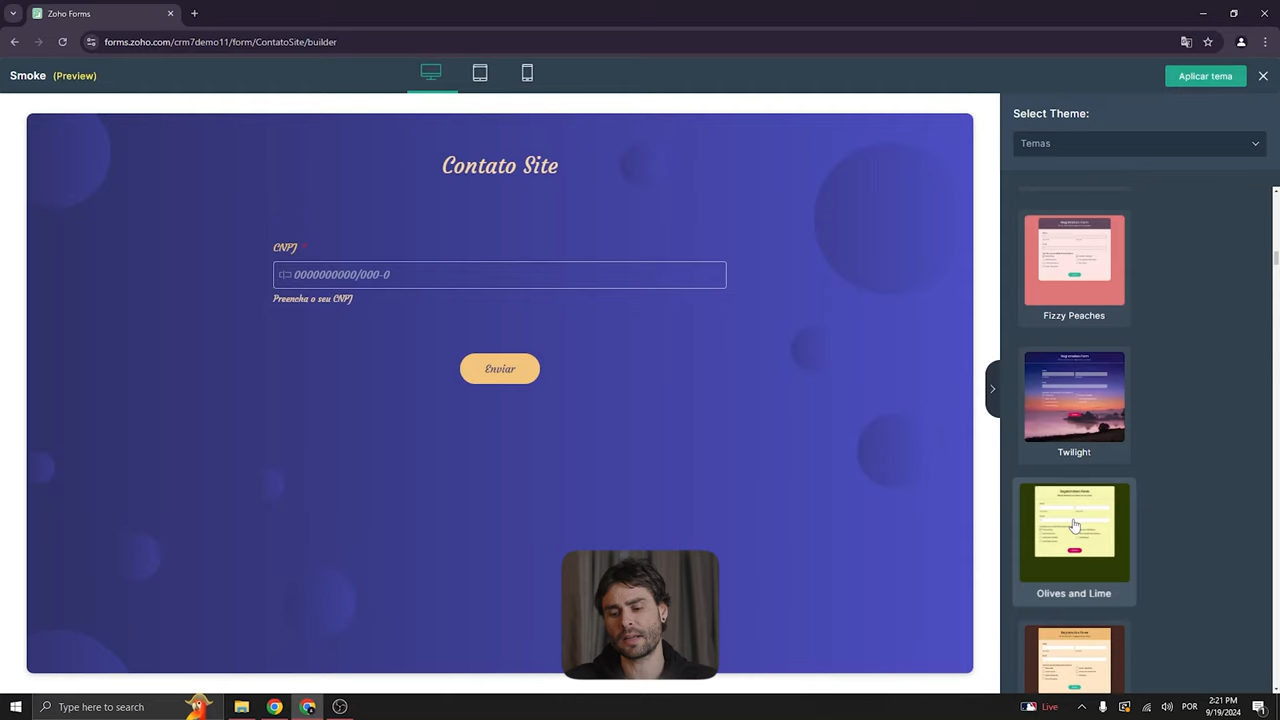 Zoho Forms
forms.zoho.com/crm7demo11/form/ContatoSite/builder
Smoke (Preview)
Aplicar tema
Select Theme:
Temas
Contato Site
CNPJ *
0000000000/000-0
Preencha o seu CNPJ
Enviar
Fizzy Peaches
Twilight
Olives and Lime
Type here to search
Live
POR
2:21 PM
9/19/2024